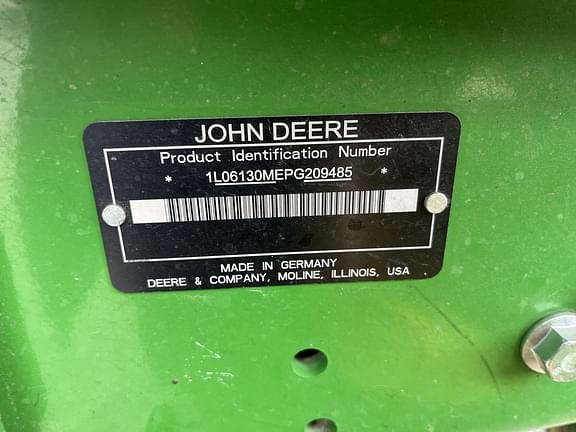 JOHN DEERE
Product Identification Number
* 1L06130MEPG209485 *
MADE IN GERMANY
DEERE & COMPANY, MOLINE, ILLINOIS, USA